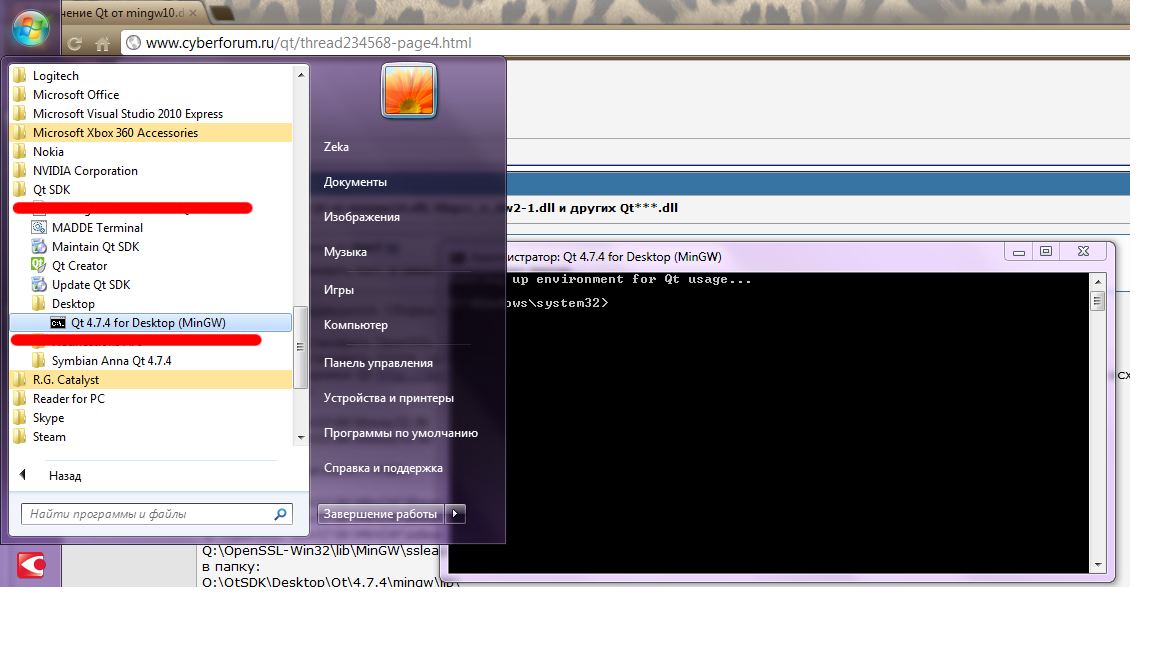 чение Qt от mingw10.d
www.cyberforum.ru/qt/thread234568-page4.html
Logitech
Microsoft Office
Microsoft Visual Studio 2010 Express
Microsoft Xbox 360 Accessories
Nokia
NVIDIA Corporation
Qt SDK
MADDE Terminal
Maintain Qt SDK
Qt Creator
Update Qt SDK
Desktop
Qt 4.7.4 for Desktop (MinGW)
Symbian Anna Qt 4.7.4
R.G. Catalyst
Reader for PC
Skype
Steam
Назад
Найти программы и файлы
Zeka
Документы
Изображения
Музыка
Игры
Компьютер
Панель управления
Устройства и принтеры
Программы по умолчанию
Справка и поддержка
Завершение работы
w2-1.dll и других Qt***.dll
истратор: Qt 4.7.4 for Desktop (MinGW)
up environment for Qt usage...
ows\system32>
сх
Q:\OpenSSL-Win32\lib\MinGW\sslea
в папку:
Q:\QtSDK\Desktop\Qt\4.7.4\mingw\lib\